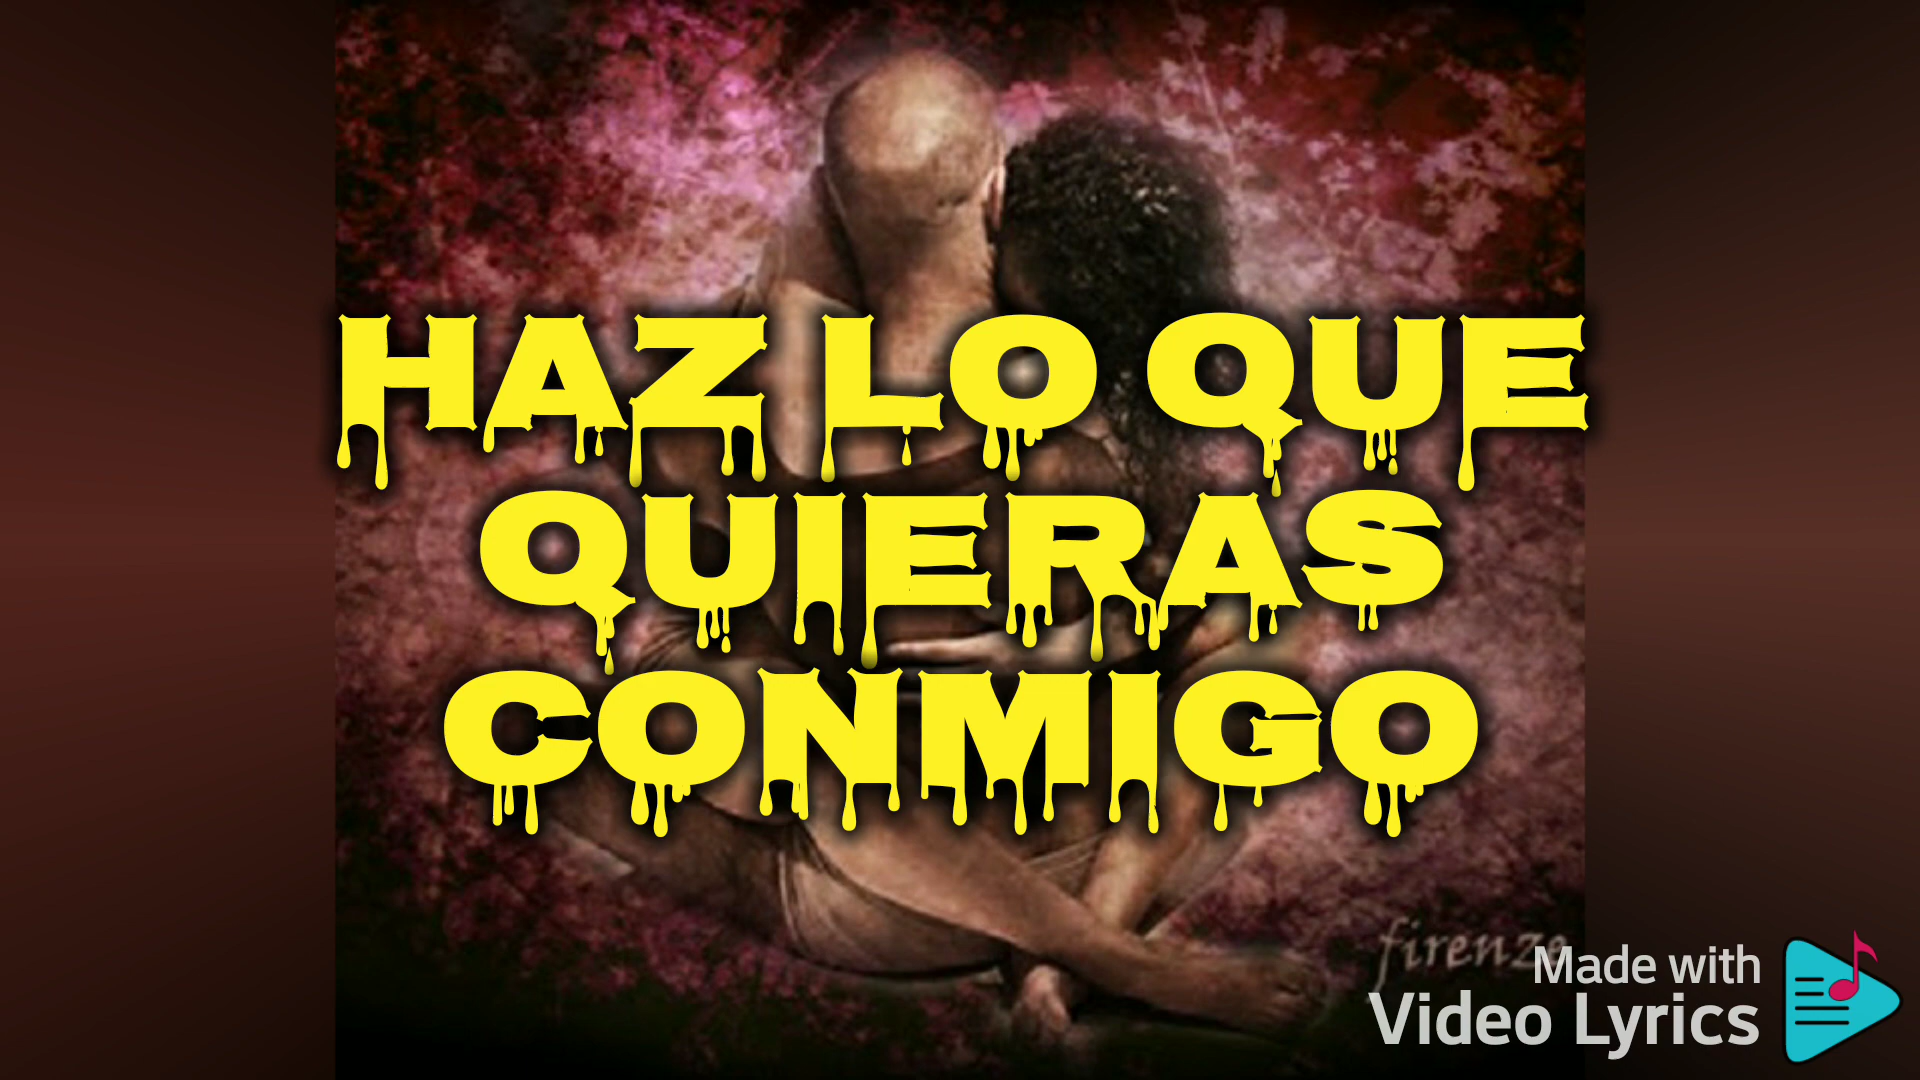 HAZ LO QUE
QUIERAS
CONMIGO
firenze
Made with
Video Lyrics